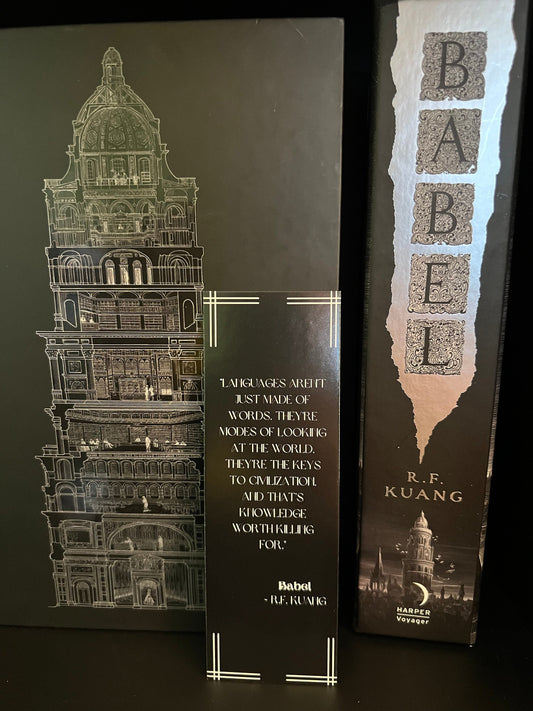 "LANGUAGES AREN'T
JUST MADE OF
WORDS. THEY'RE
MODES OF LOOKING
AT THE WORLD.
THEY'RE THE KEYS
TO CIVILIZATION.
AND THAT'S
KNOWLEDGE
WORTH KILLING
FOR."
Babel
- R.F. KUANG
BABEL
R.F.
KUANG
HARPER
Voyager